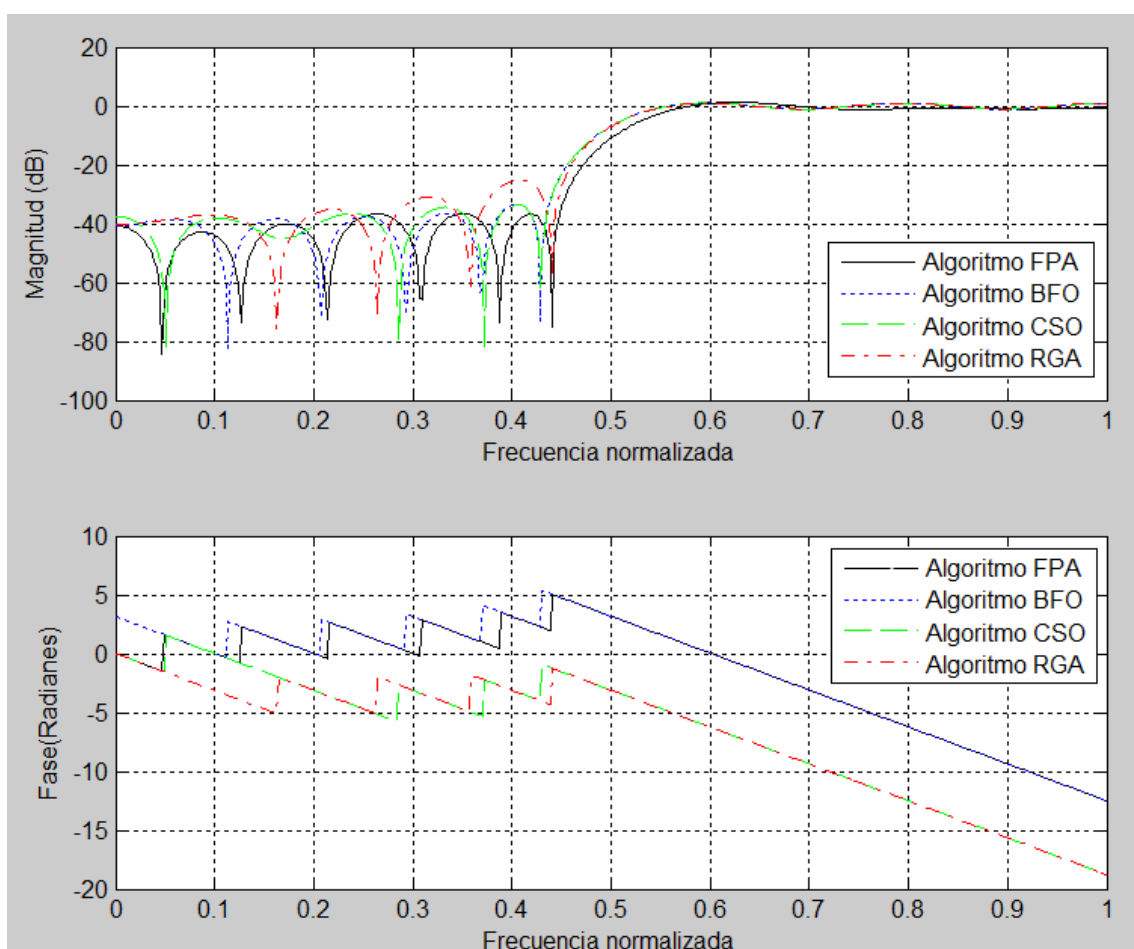 20
0
-20
-40
-60
-80
-100
Magnitud (dB)
Algoritmo FPA
Algoritmo BFO
Algoritmo CSO
Algoritmo RGA
0 0.1 0.2 0.3 0.4 0.5 0.6 0.7 0.8 0.9 1
Frecuencia normalizada
10
5
0
-5
-10
-15
-20
Fase(Radianes)
Algoritmo FPA
Algoritmo BFO
Algoritmo CSO
Algoritmo RGA
0 0.1 0.2 0.3 0.4 0.5 0.6 0.7 0.8 0.9 1
Frecuencia normalizada